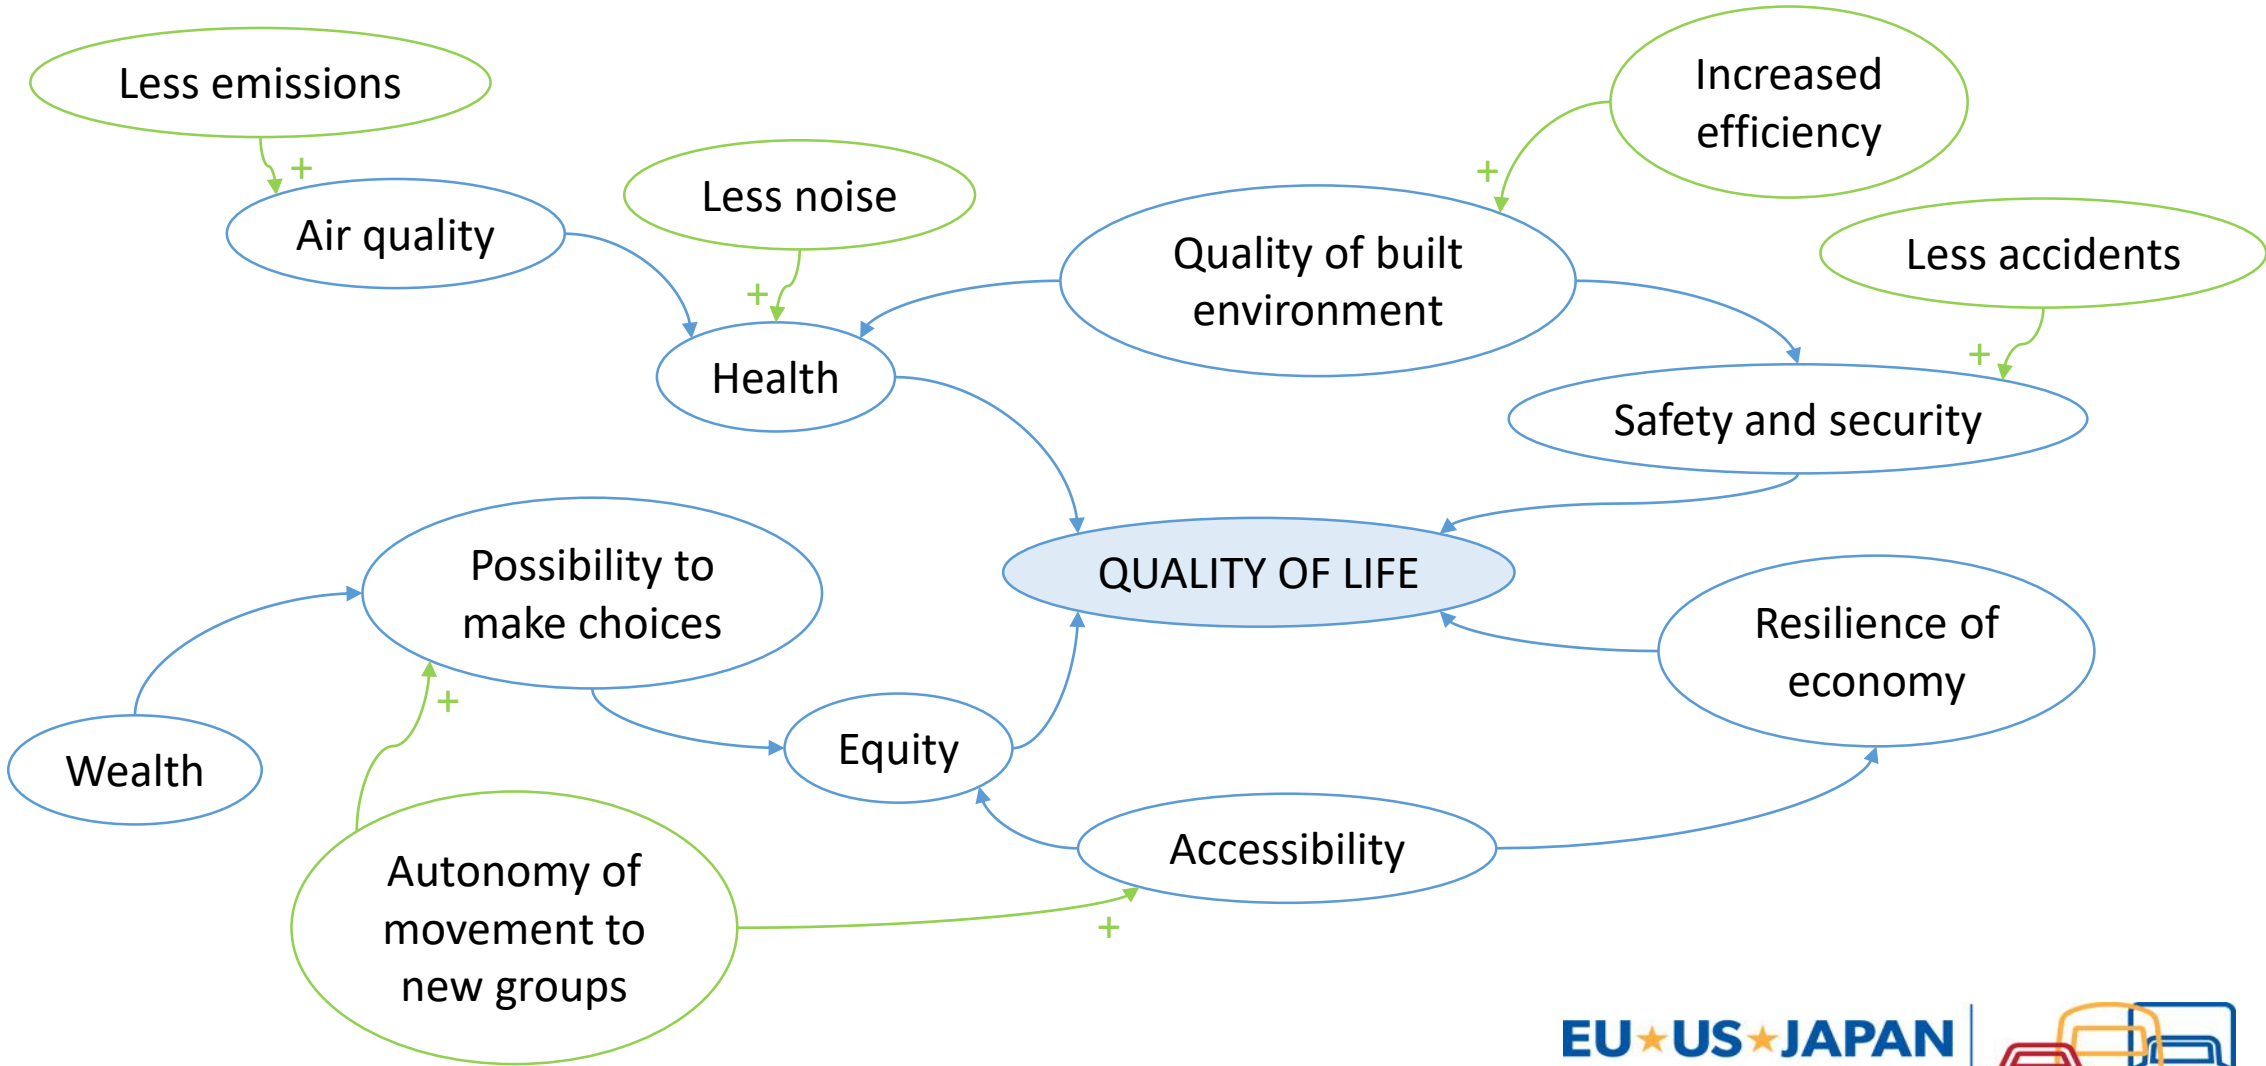 Less emissions
+
Air quality
Less noise
+
Health
Increased
efficiency
+
Quality of built
environment
Less accidents
+
Safety and security
QUALITY OF LIFE
Possibility to
make choices
Wealth
+
Equity
Resilience of
economy
Accessibility
Autonomy of
movement to
new groups
+
EU★US★JAPAN